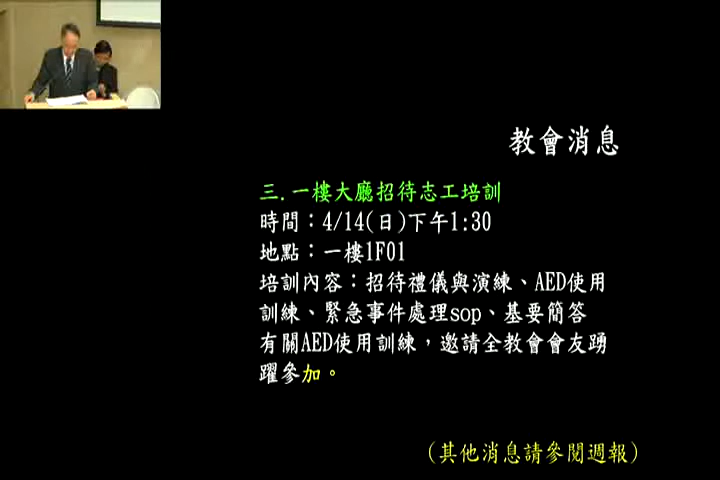 教會消息
三.一樓大廳招待志工培訓
時間：4/14(日)下午1:30
地點：一樓1F01
培訓內容：招待禮儀與演練、AED使用
訓練、緊急事件處理sop、基要簡答
有關AED使用訓練，邀請全教會會友踴
躍參加。
(其他消息請參閱週報)